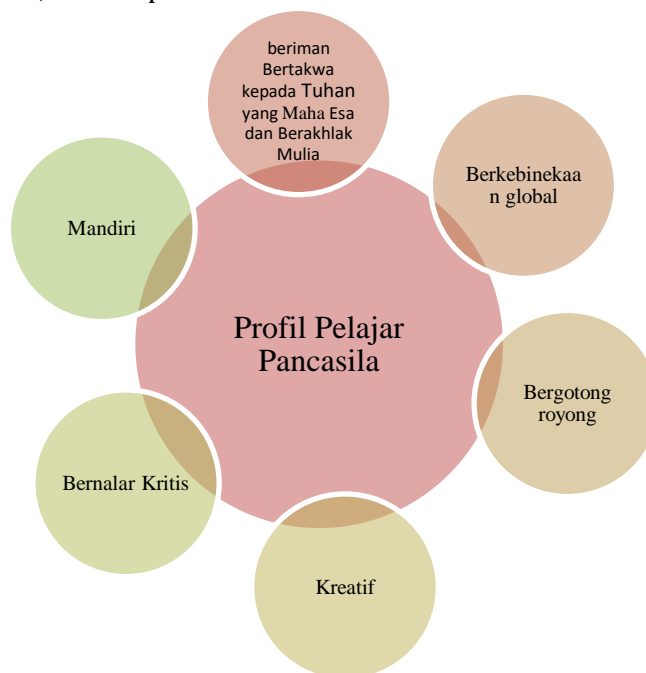 beriman
Bertakwa
kepada Tuhan
yang Maha Esa
dan Berakhlak
Mulia
Berkebinekaa
n global
Mandiri
Profil Pelajar
Pancasila
Bergotong
royong
Bernalar Kritis
Kreatif